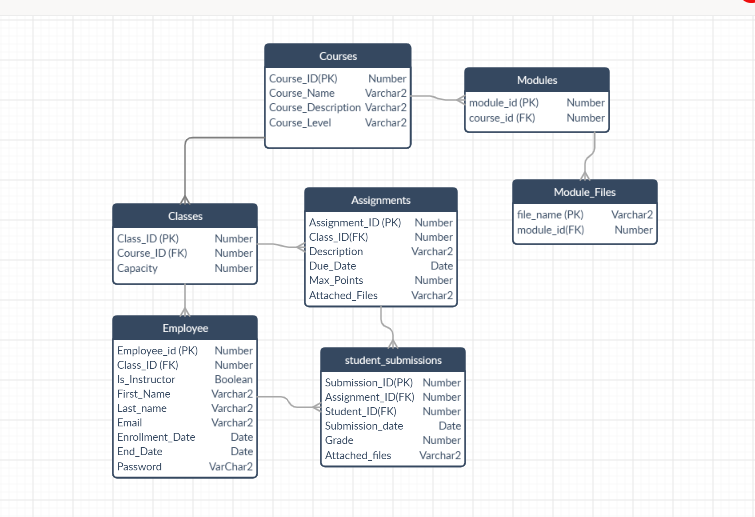 Courses
Course_ID(PK) Number
Course_Name Varchar2
Course_Description Varchar2
Course_Level Varchar2
Modules
module_id (PK) Number
course_id (FK) Number
Module_Files
file_name (PK) Varchar2
module_id(FK) Number
Classes
Class_ID (PK) Number
Course_ID (FK) Number
Capacity Number
Assignments
Assignment_ID (PK) Number
Class_ID(FK) Number
Description Varchar2
Due_Date Date
Max_Points Number
Attached_Files Varchar2
Employee
Employee_id (PK) Number
Class_ID (FK) Number
Is_Instructor Boolean
First_Name Varchar2
Last_name Varchar2
Email Varchar2
Enrollment_Date Date
End_Date Date
Password VarChar2
student_submissions
Submission_ID(PK) Number
Assignment_ID(FK) Number
Student_ID(FK) Number
Submission_date Date
Grade Number
Attached_files Varchar2